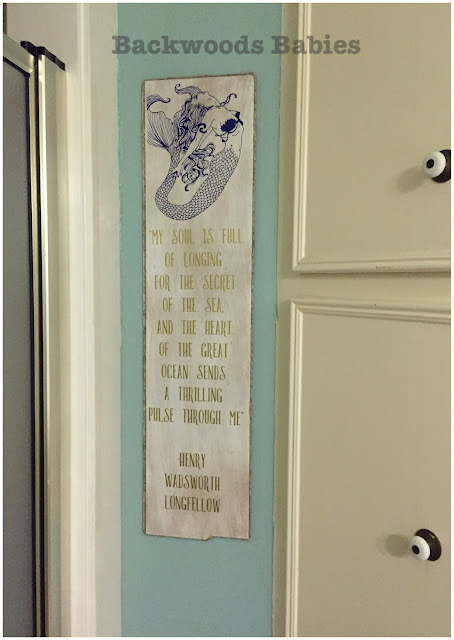 Backwoods Babies
"MY SOUL IS FULL
OF LONGING
FOR THE SECRET
OF THE SEA,
AND THE HEART
OF THE GREAT
OCEAN SENDS
A THRILLING
PULSE THROUGH ME"
-HENRY
WADSWORTH
LONGFELLOW